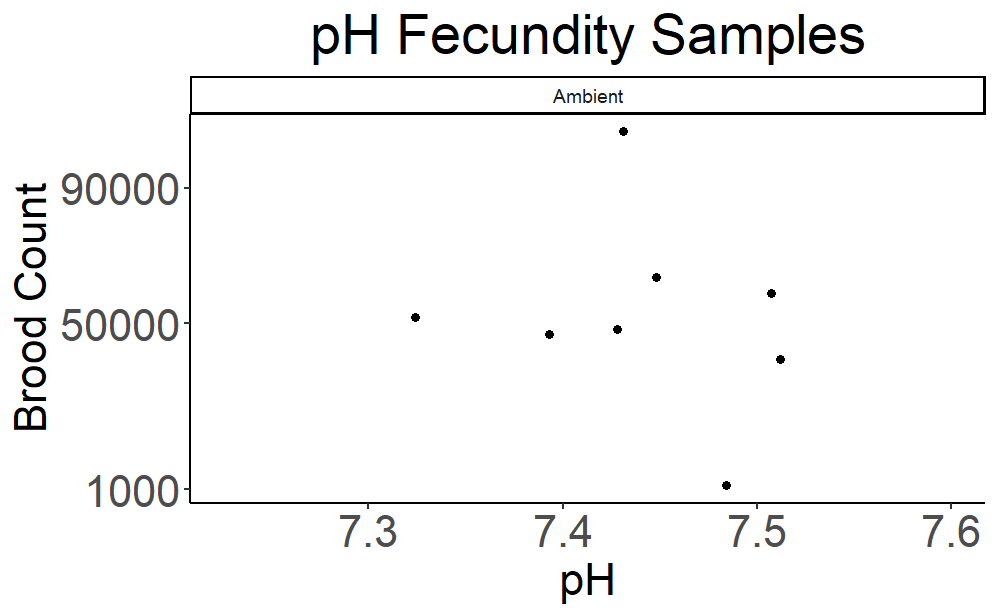 pH Fecundity Samples
Ambient
Brood Count
90000
50000
1000
7.3 7.4 7.5 7.6
pH